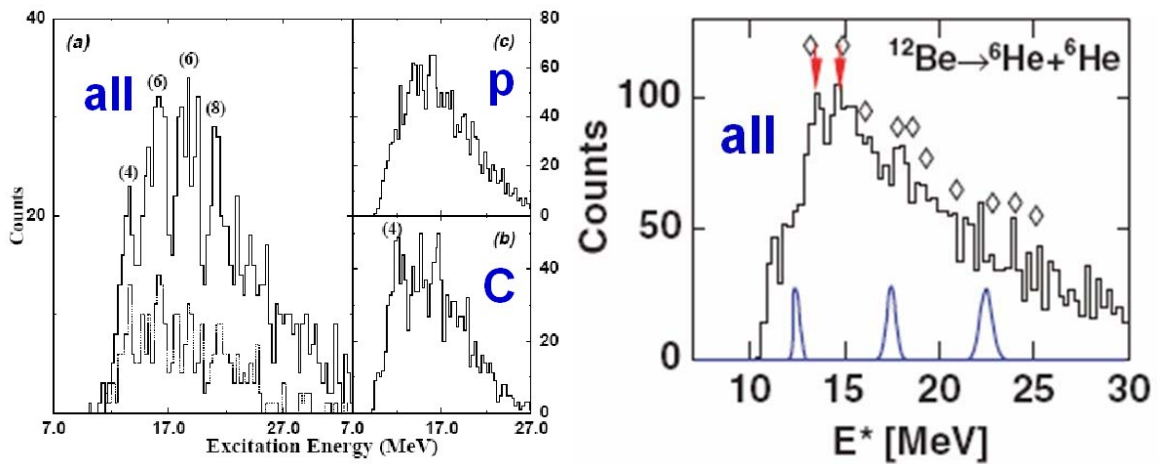 40
(a)
all
(4)
(6)
(6)
(8)
20
Counts
7.0
17.0
27.0
Excitation Energy (MeV)
(c)
p
80
60
40
20
0
(b)
(4)
C
40
20
0
7.0
17.0
27.0
¹²Be→⁶He+⁶He
all
100
50
0
Counts
10
15
20
25
30
E* [MeV]